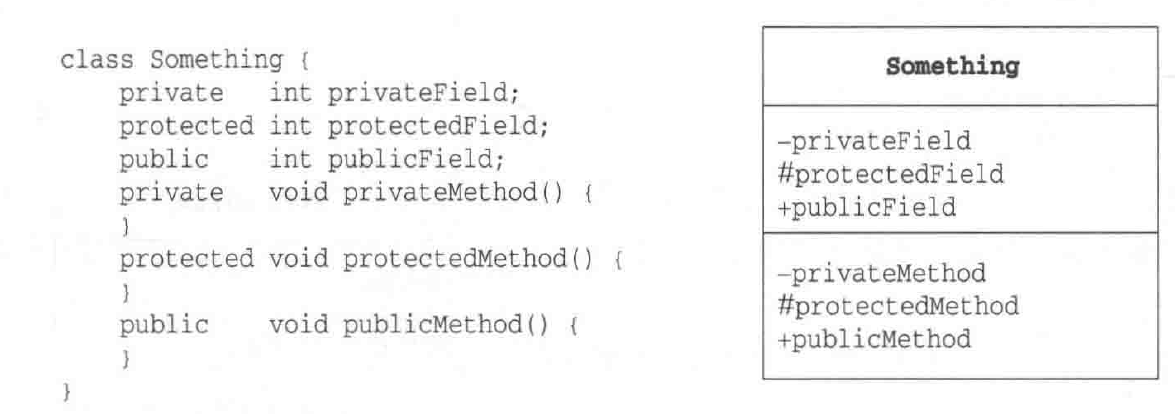 class Something {
    private   int privateField;
    protected int protectedField;
    public    int publicField;
    private   void privateMethod() {
    }
    protected void protectedMethod() {
    }
    public    void publicMethod() {
    }
}
Something
-privateField
#protectedField
+publicField
-privateMethod
#protectedMethod
+publicMethod